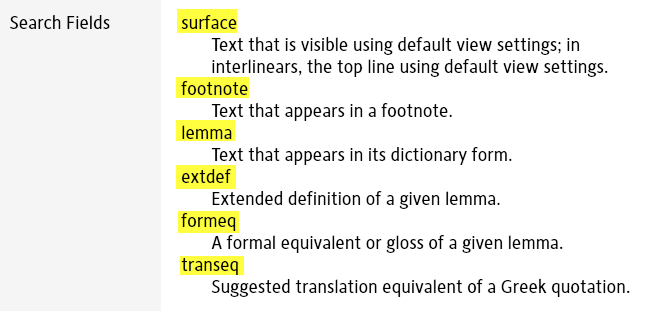 Search Fields
surface
Text that is visible using default view settings; in
interlinears, the top line using default view settings.
footnote
Text that appears in a footnote.
lemma
Text that appears in its dictionary form.
extdef
Extended definition of a given lemma.
formeq
A formal equivalent or gloss of a given lemma.
transeq
Suggested translation equivalent of a Greek quotation.